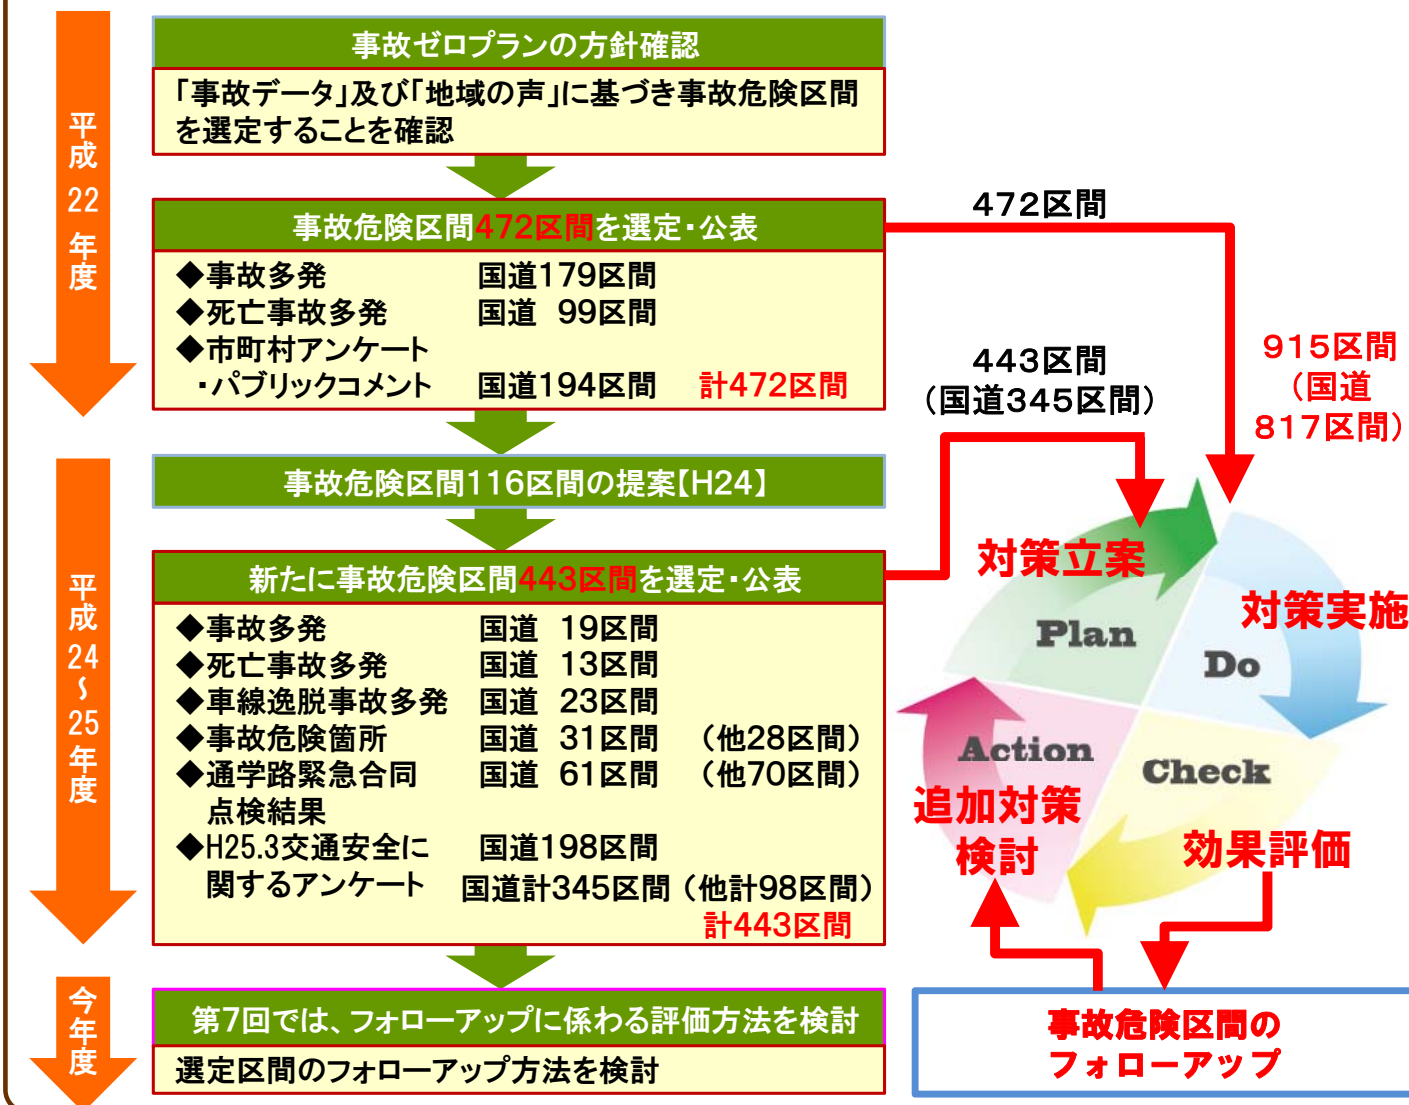 平成22年度
事故ゼロプランの方針確認
「事故データ」及び「地域の声」に基づき事故危険区間
を選定することを確認
事故危険区間472区間を選定・公表
◆事故多発 国道179区間
◆死亡事故多発 国道 99区間
◆市町村アンケート
・パブリックコメント 国道194区間 計472区間
平成24～25年度
事故危険区間116区間の提案【H24】
新たに事故危険区間443区間を選定・公表
◆事故多発 国道 19区間
◆死亡事故多発 国道 13区間
◆車線逸脱事故多発 国道 23区間
◆事故危険箇所 国道 31区間 （他28区間）
◆通学路緊急合同 国道 61区間 （他70区間）
点検結果
◆H25.3交通安全に 国道198区間
関するアンケート 国道計345区間 （他計98区間）
計443区間
今年度
第7回では、フォローアップに係わる評価方法を検討
選定区間のフォローアップ方法を検討
472区間
443区間
（国道345区間）
915区間
（国道
817区間）
対策立案
Plan
対策実施
Do
Action
追加対策
検討
Check
効果評価
事故危険区間の
フォローアップ